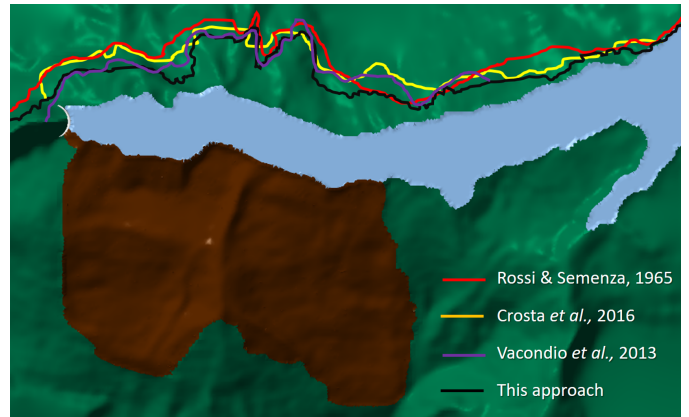 Rossi & Semenza, 1965
Crosta et al., 2016
Vacondio et al., 2013
This approach